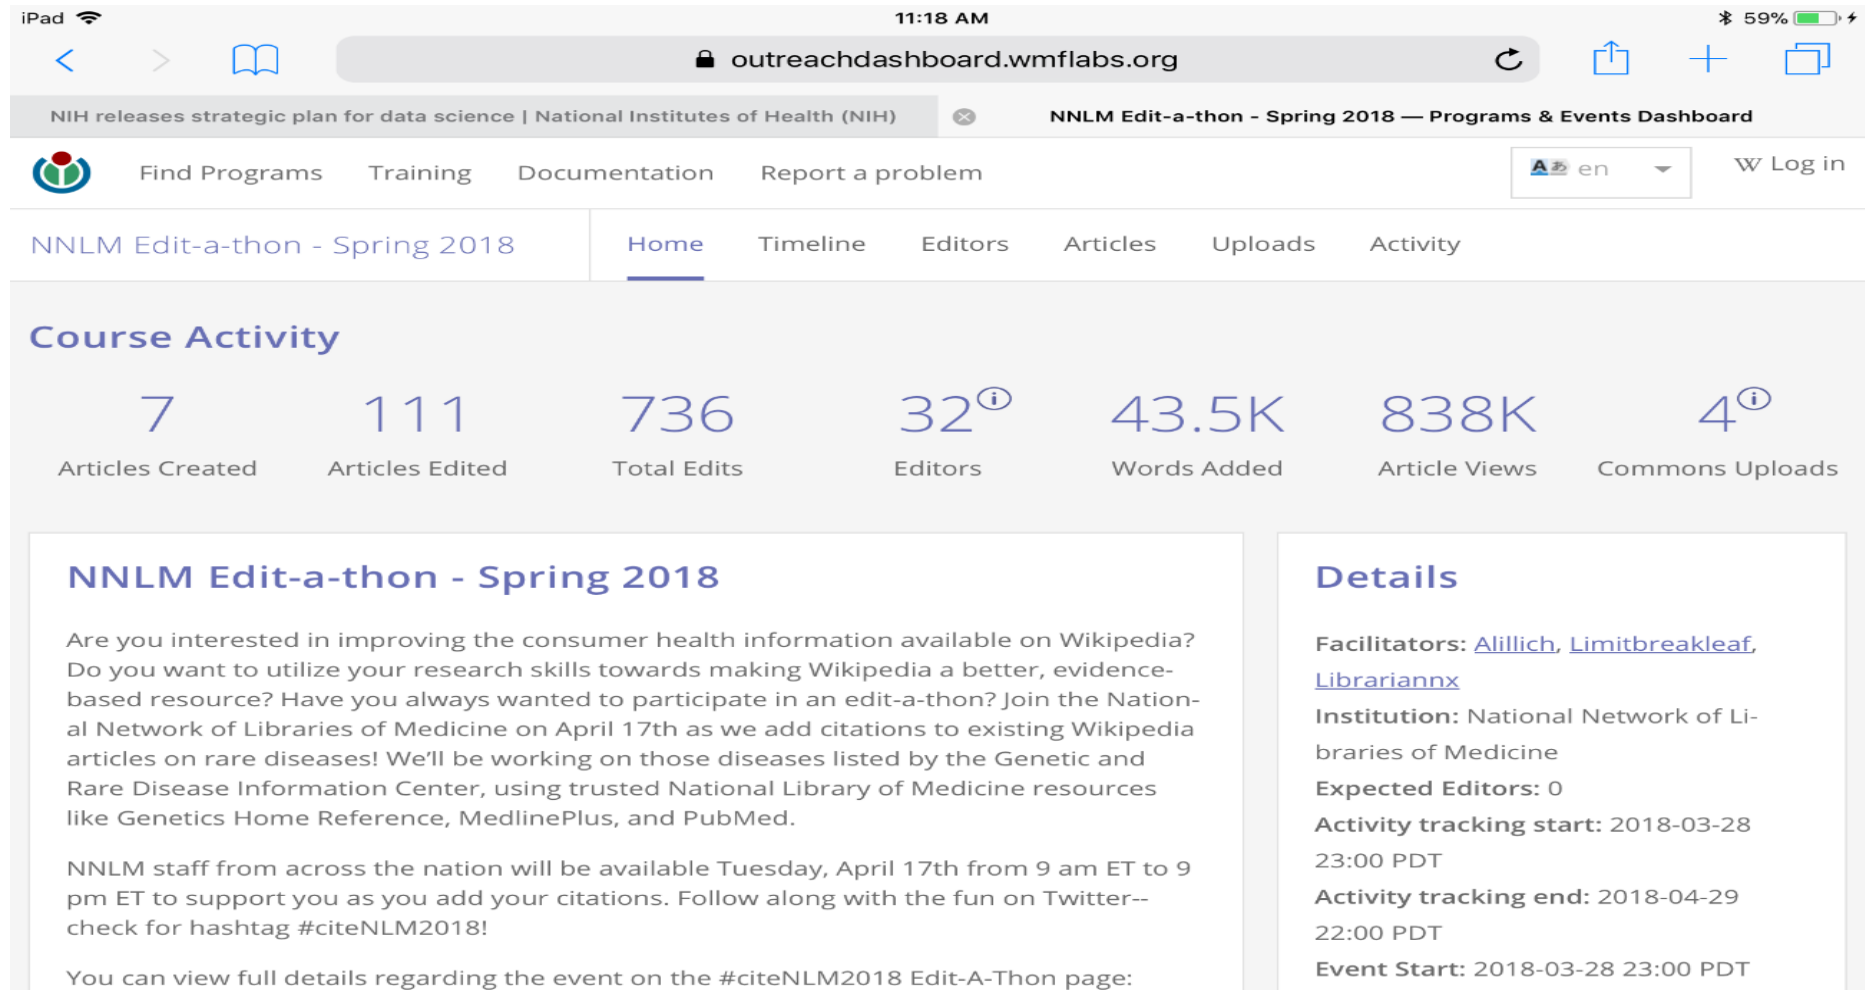 iPad 11:18 AM 59%
outreachdashboard.wmflabs.org
NIH releases strategic plan for data science | National Institutes of Health (NIH) NNLM Edit-a-thon - Spring 2018 — Programs & Events Dashboard
Find Programs Training Documentation Report a problem Aあ en W Log in
NNLM Edit-a-thon - Spring 2018 Home Timeline Editors Articles Uploads Activity
Course Activity
7 111 736 32 i 43.5K 838K 4 i
Articles Created Articles Edited Total Edits Editors Words Added Article Views Commons Uploads
NNLM Edit-a-thon - Spring 2018
Are you interested in improving the consumer health information available on Wikipedia?
Do you want to utilize your research skills towards making Wikipedia a better, evidence-
based resource? Have you always wanted to participate in an edit-a-thon? Join the Nation-
al Network of Libraries of Medicine on April 17th as we add citations to existing Wikipedia
articles on rare diseases! We'll be working on those diseases listed by the Genetic and
Rare Disease Information Center, using trusted National Library of Medicine resources
like Genetics Home Reference, MedlinePlus, and PubMed.
NNLM staff from across the nation will be available Tuesday, April 17th from 9 am ET to 9
pm ET to support you as you add your citations. Follow along with the fun on Twitter--
check for hashtag #citeNLM2018!
You can view full details regarding the event on the #citeNLM2018 Edit-A-Thon page:
Details
Facilitators: Alillich, Limitbreakleaf,
Librariannx
Institution: National Network of Li-
braries of Medicine
Expected Editors: 0
Activity tracking start: 2018-03-28
23:00 PDT
Activity tracking end: 2018-04-29
22:00 PDT
Event Start: 2018-03-28 23:00 PDT